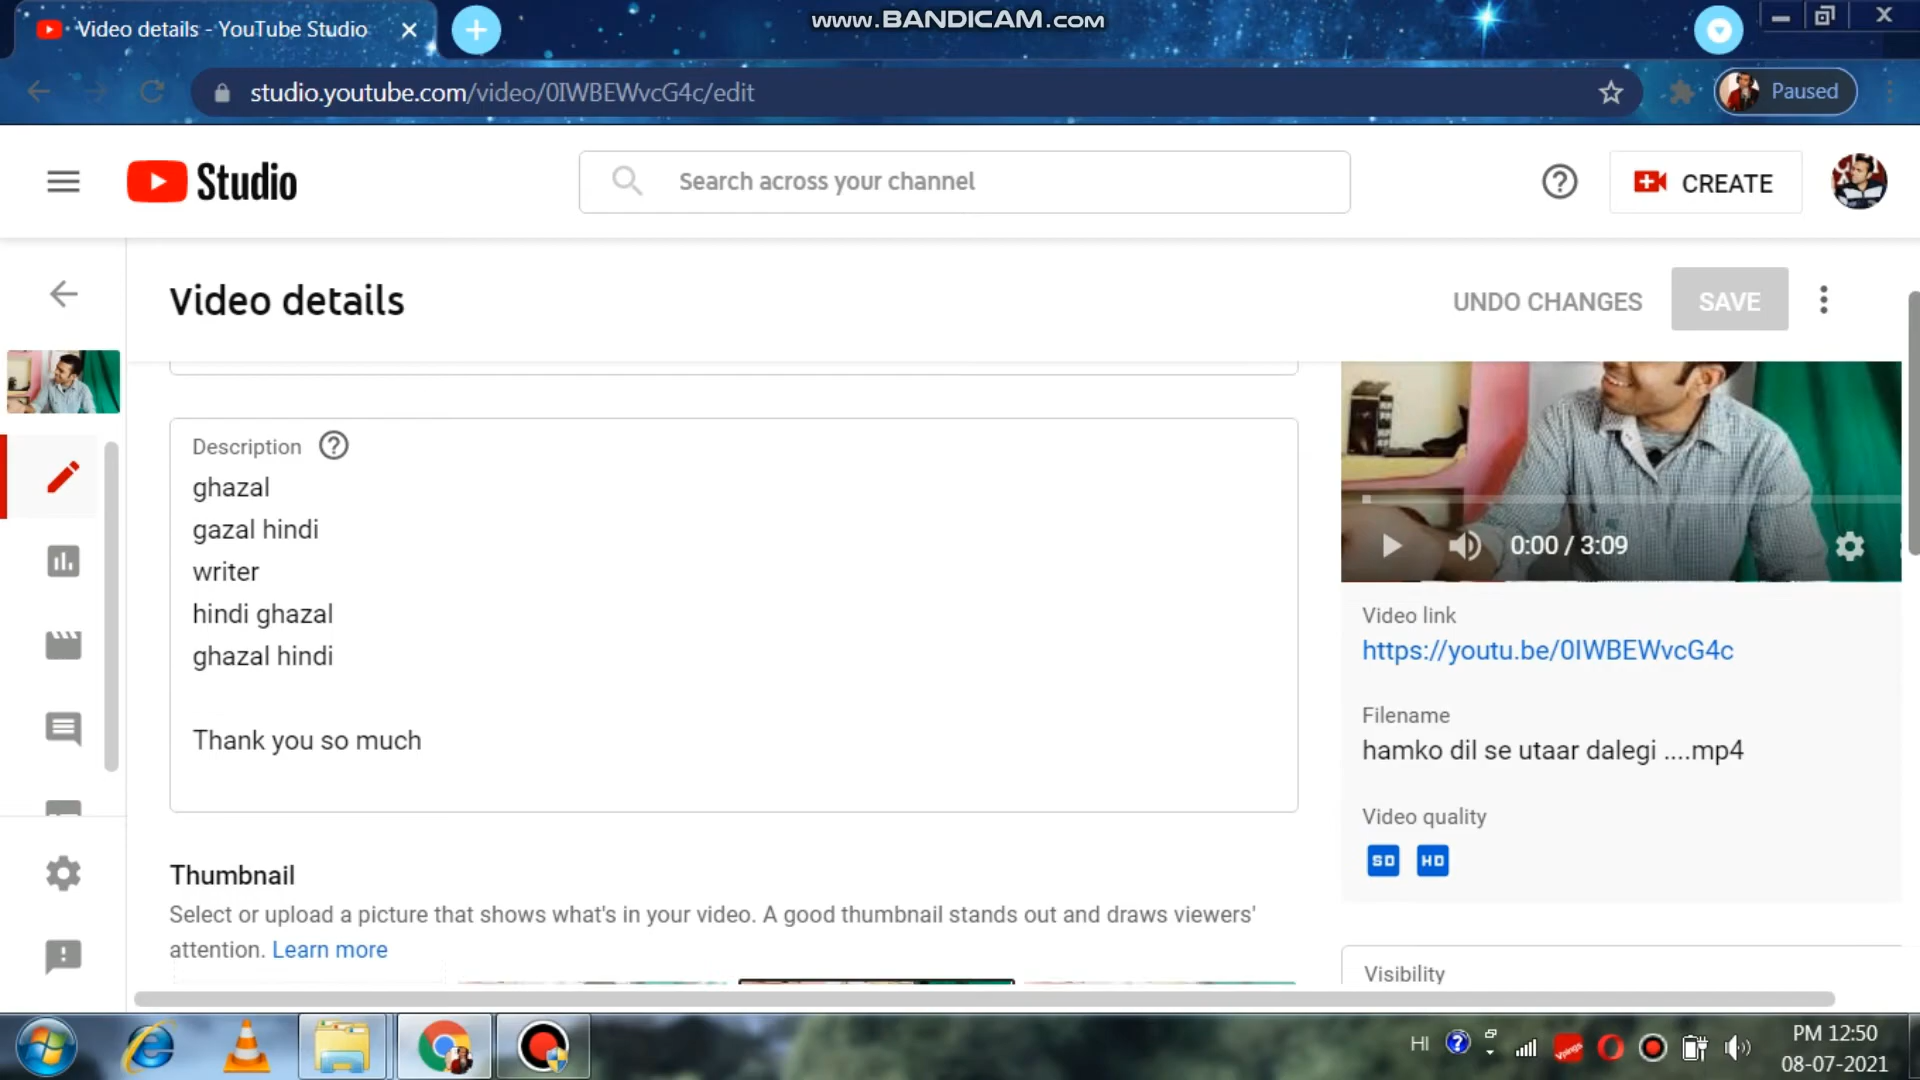 Video details - YouTube Studio
www.BANDICAM.com
studio.youtube.com/video/0IWBEWvcG4c/edit
Paused
Studio
Search across your channel
CREATE
Video details
UNDO CHANGES
SAVE
Description
ghazal
gazal hindi
writer
hindi ghazal
ghazal hindi
Thank you so much
0:00 / 3:09
Video link
https://youtu.be/0IWBEWvcG4c
Filename
hamko dil se utaar dalegi ....mp4
Video quality
SD HD
Thumbnail
Select or upload a picture that shows what's in your video. A good thumbnail stands out and draws viewers'
attention. Learn more
Visibility
HI
PM 12:50
08-07-2021